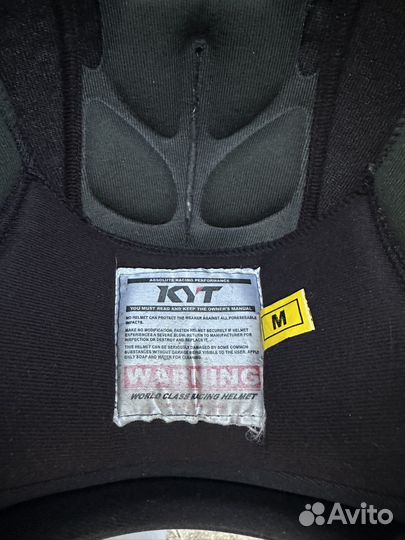 ABSOLUTE RACING PERFORMANCE
KYT
YOU MUST READ AND KEEP THE OWNER'S MANUAL
NO HELMET CAN PROTECT THE WEARER AGAINST ALL FORESEEABLE
IMPACTS.
MAKE NO MODIFICATION. FASTEN HELMET SECURELY IF HELMET
EXPERIENCES A SEVERE BLOW, RETURN TO MANUFACTURER FOR
INSPECTION OR DESTROY AND REPLACE IT.
THIS HELMET CAN BE SERIOUSLY DAMAGED BY SOME COMMON
SUBSTANCES WITHOUT DAMAGE BEING VISIBLE TO THE USER. APPLY
ONLY SOAP AND WATER FOR CLEANING.
WARNING
WORLD CLASS RACING HELMET
M
Avito